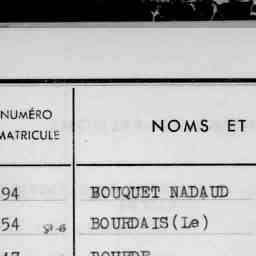 NUMÉRO
MATRICULE
NOMS ET
94 BOUQUET NADAUD
54 BOURDAIS(Le)